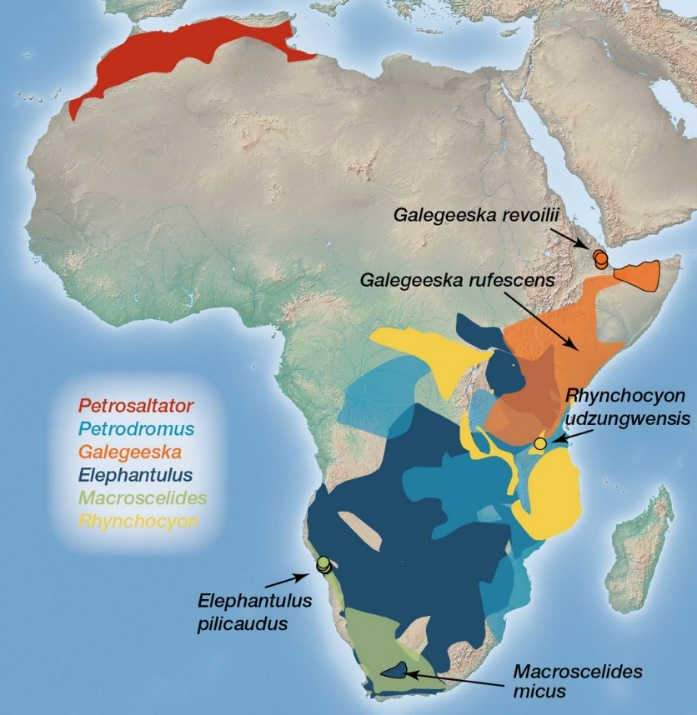 Galegeeska revoilii
Galegeeska rufescens
Rhynchocyon
udzungwensis
Petrosaltator
Petrodromus
Galegeeska
Elephantulus
Macroscelides
Rhynchocyon
Elephantulus
pilicaudus
Macroscelides
micus